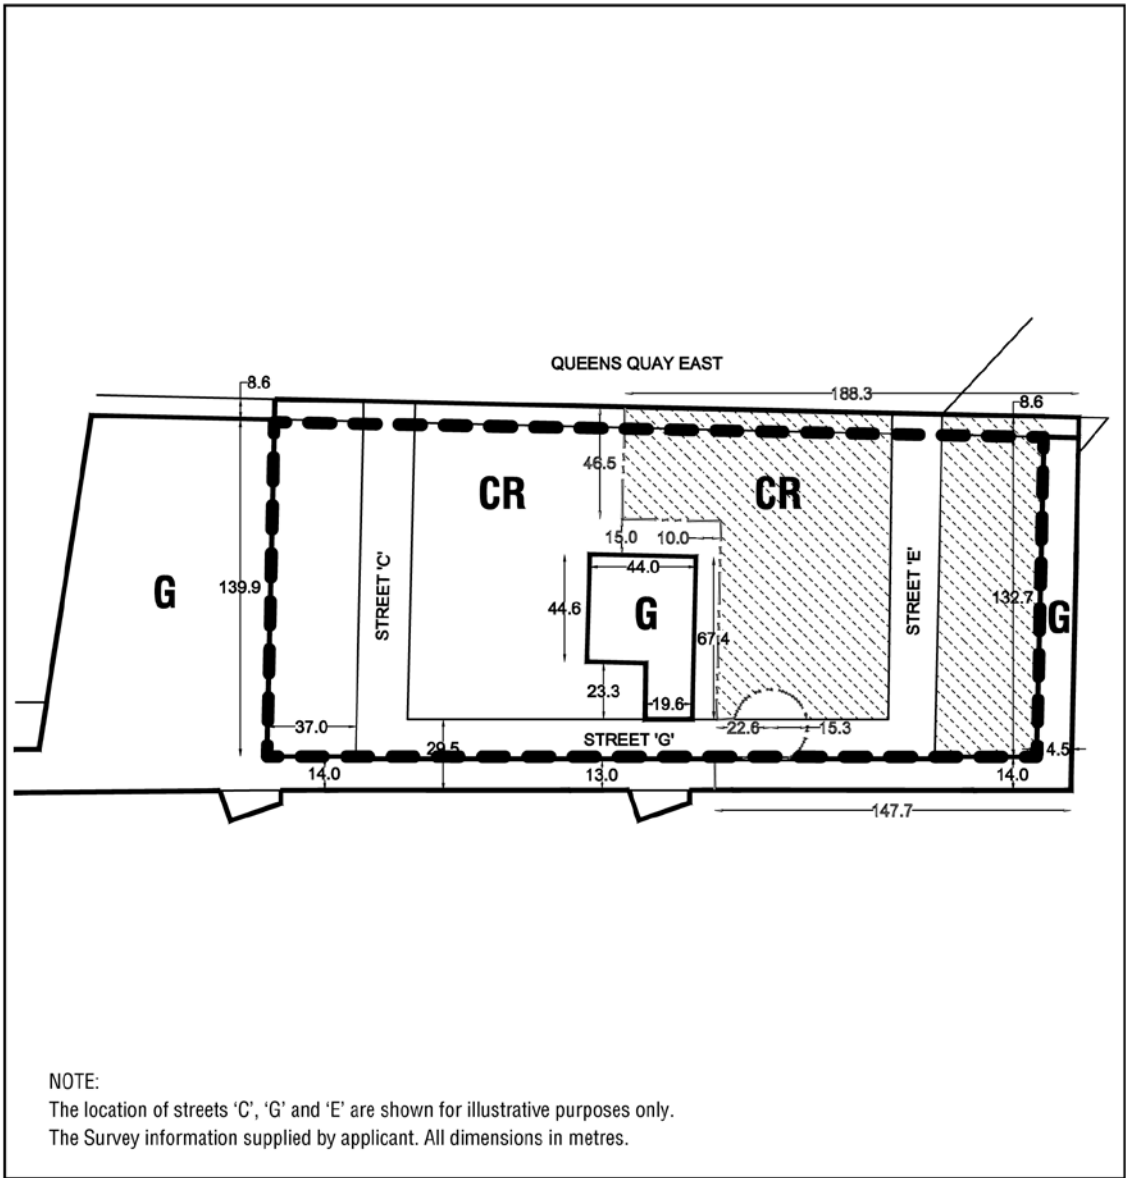 QUEENS QUAY EAST
8.6
188.3
8.6
46.5
CR
CR
15.0
10.0
44.0
STREET 'C'
STREET 'E'
G
139.9
44.6
G
132.7
G
67.4
23.3
19.6
37.0
22.6
15.3
29.5
STREET 'G'
4.5
14.0
13.0
14.0
147.7
NOTE:
The location of streets ‘C’, ‘G’ and ‘E’ are shown for illustrative purposes only.
The Survey information supplied by applicant. All dimensions in metres.